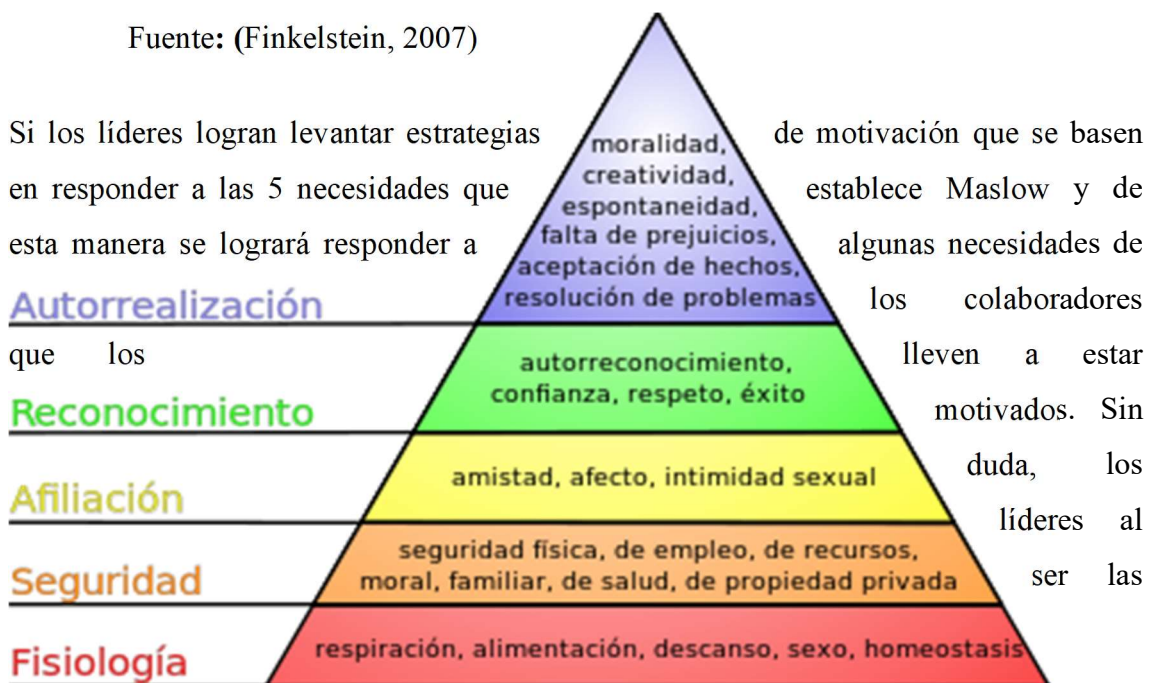 Fuente: (Finkelstein, 2007)
Si los líderes logran levantar estrategias de motivación que se basen
en responder a las 5 necesidades que establece Maslow y de
esta manera se logrará responder a algunas necesidades de
los colaboradores
que los lleven a estar
motivados. Sin
duda, los
líderes al
ser las
moralidad,
creatividad,
espontaneidad,
falta de prejuicios,
aceptación de hechos,
resolución de problemas
Autorrealización
autorreconocimiento,
confianza, respeto, éxito
Reconocimiento
amistad, afecto, intimidad sexual
Afiliación
seguridad física, de empleo, de recursos,
moral, familiar, de salud, de propiedad privada
Seguridad
respiración, alimentación, descanso, sexo, homeostasis
Fisiología